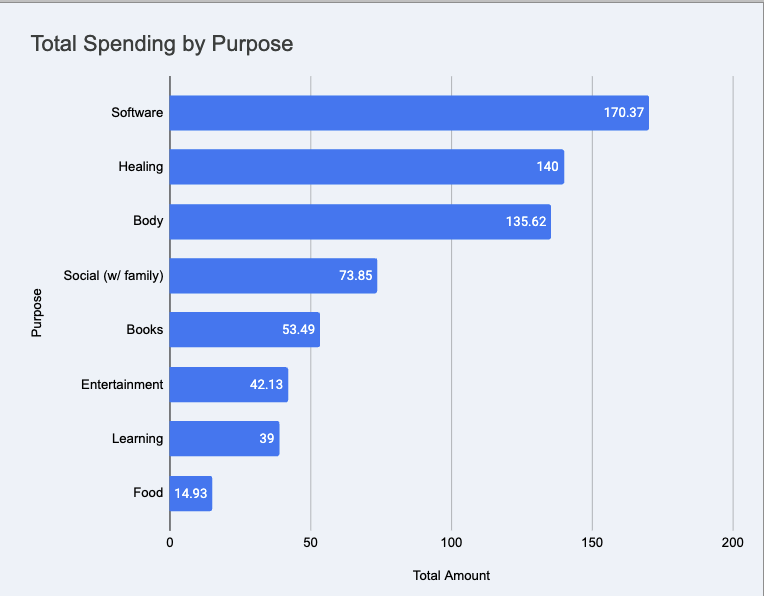 Total Spending by Purpose
Purpose
Software 170.37
Healing 140
Body 135.62
Social (w/ family) 73.85
Books 53.49
Entertainment 42.13
Learning 39
Food 14.93
0 50 100 150 200
Total Amount